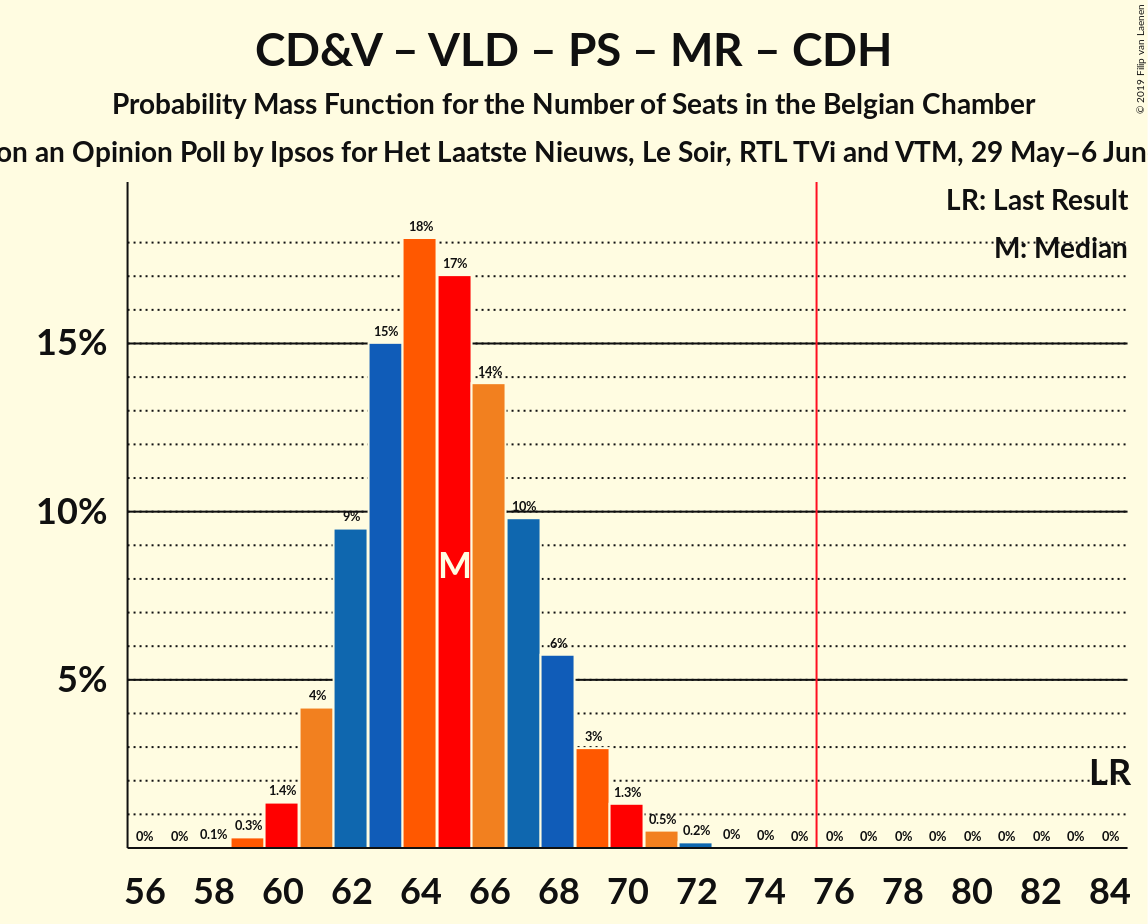 CD&V – VLD – PS – MR – CDH
Probability Mass Function for the Number of Seats in the Belgian Chamber
on an Opinion Poll by Ipsos for Het Laatste Nieuws, Le Soir, RTL TVi and VTM, 29 May–6 Jun
© 2019 Filip van Laenen
LR: Last Result
M: Median
15%
10%
5%
0% 0% 0.1% 0.3% 1.4% 4% 9% 15% 18% 17% 14% 10% 6% 3% 1.3% 0.5% 0.2% 0% 0% 0% 0% 0% 0% 0% 0% 0% 0% 0% 0%
M
LR
56 58 60 62 64 66 68 70 72 74 76 78 80 82 84